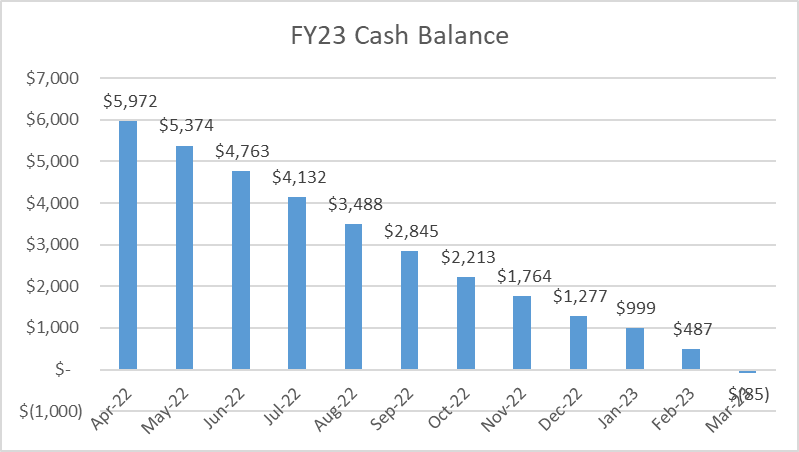 FY23 Cash Balance
$7,000
$6,000
$5,000
$4,000
$3,000
$2,000
$1,000
$-
$(1,000)
$5,972
$5,374
$4,763
$4,132
$3,488
$2,845
$2,213
$1,764
$1,277
$999
$487
$(85)
Apr-22
May-22
Jun-22
Jul-22
Aug-22
Sep-22
Oct-22
Nov-22
Dec-22
Jan-23
Feb-23
Mar-23